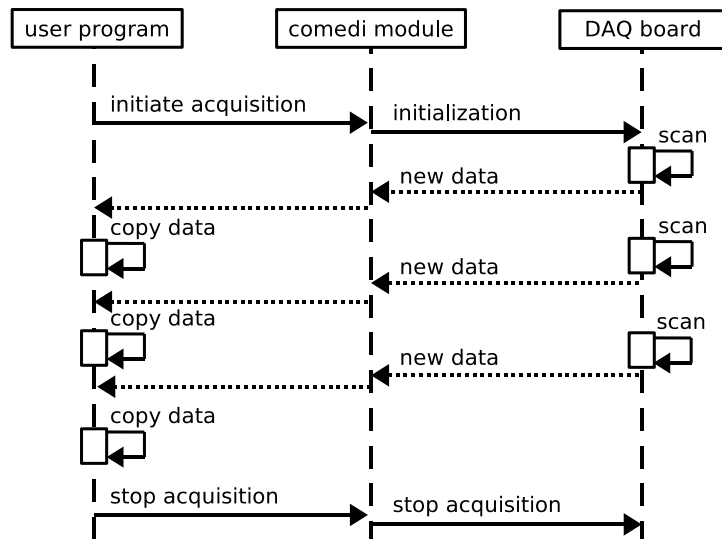 user program
comedi module
DAQ board
initiate acquisition
initialization
scan
new data
copy data
scan
new data
copy data
scan
new data
copy data
stop acquisition
stop acquisition